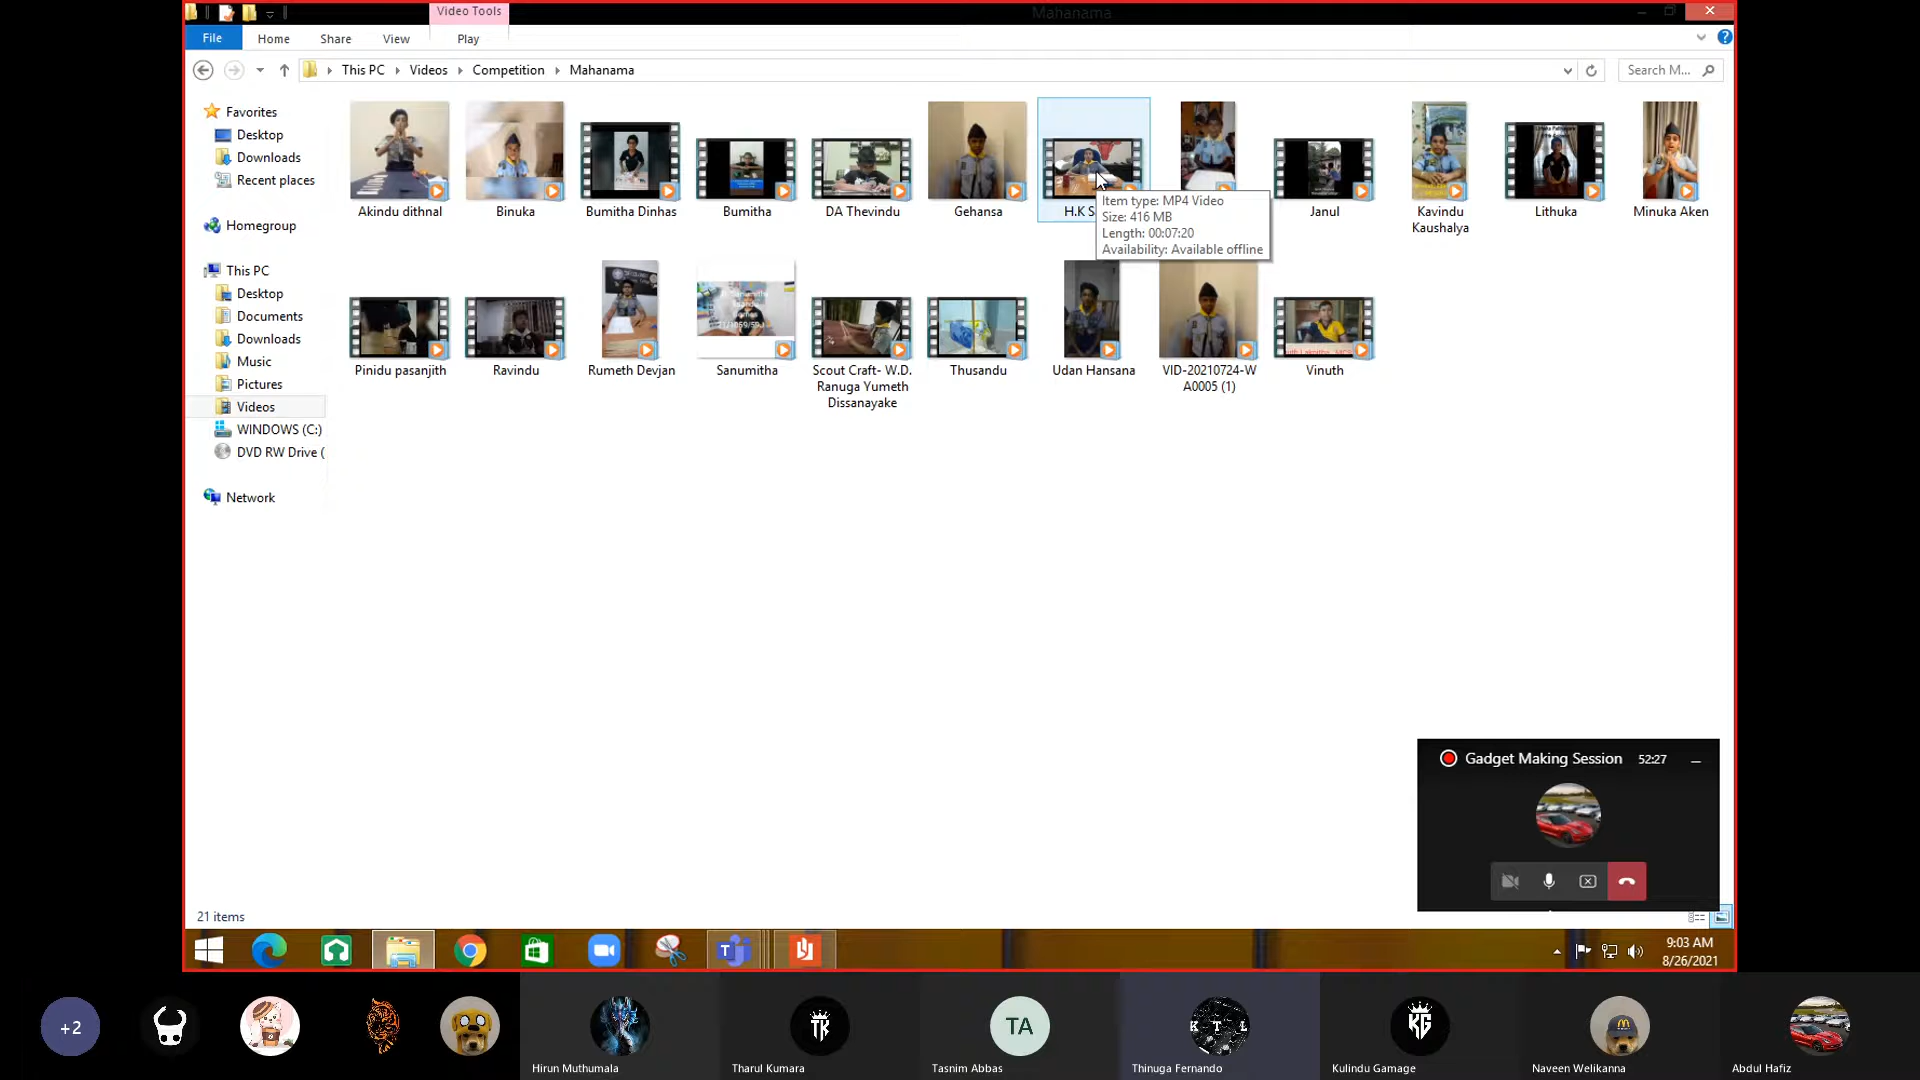 Video Tools
Mahanama
File
Home
Share
View
Play
This PC
Videos
Competition
Mahanama
Search M...
Favorites
Desktop
Downloads
Recent places
Homegroup
This PC
Desktop
Documents
Downloads
Music
Pictures
Videos
WINDOWS (C:)
DVD RW Drive (
Network
Akindu dithnal
Binuka
Bumitha Dinhas
Bumitha
DA Thevindu
Gehansa
H.K S
Janul
Kavindu
Kaushalya
Lithuka
Minuka Aken
Item type: MP4 Video
Size: 416 MB
Length: 00:07:20
Availability: Available offline
Pinidu pasanjith
Ravindu
Rumeth Devjan
Sanumitha
Scout Craft- W.D.
Ranuga Yumeth
Dissanayake
Thusandu
Udan Hansana
VID-20210724-W
A0005 (1)
Vinuth
Gadget Making Session
52:27
21 items
9:03 AM
8/26/2021
+2
TK
TA
K T L
KG
Hirun Muthumala
Tharul Kumara
Tasnim Abbas
Thinuga Fernando
Kulindu Gamage
Naveen Welikanna
Abdul Hafiz